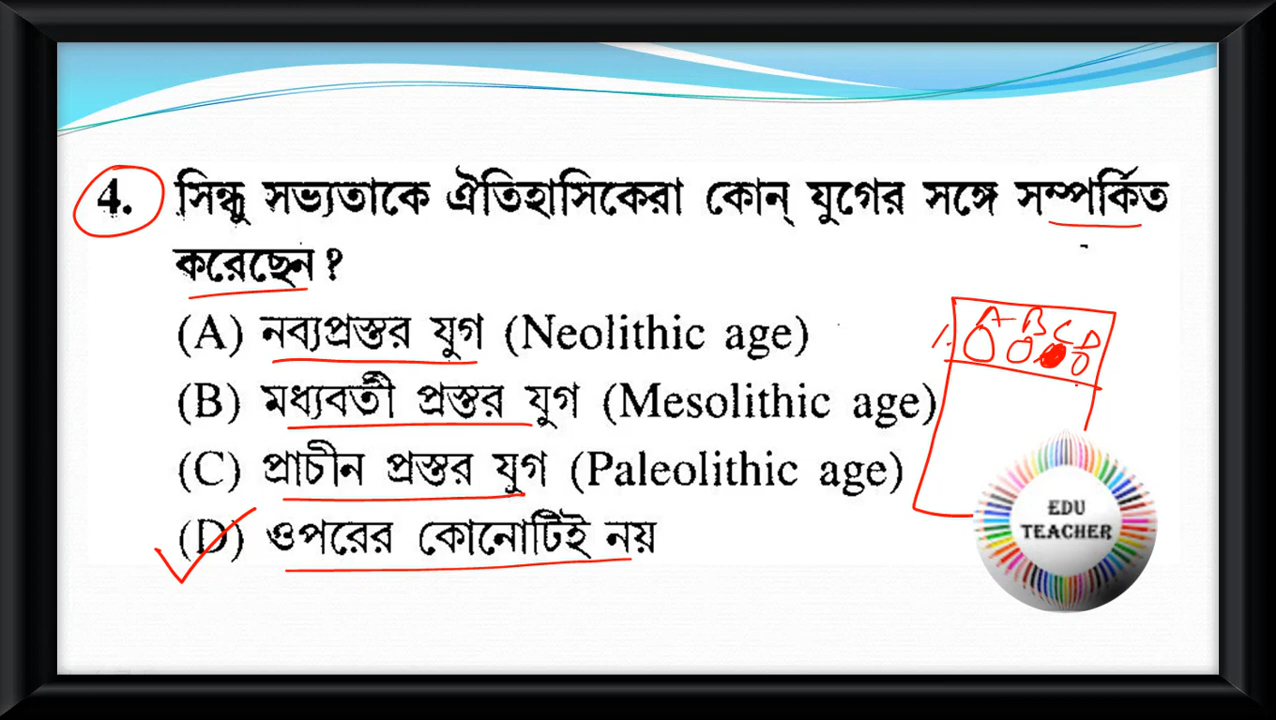 4. সিন্ধু সভ্যতাকে ঐতিহাসিকেরা কোন্ যুগের সঙ্গে সম্পর্কিত
করেছেন?
(A) নব্যপ্রস্তর যুগ (Neolithic age)
(B) মধ্যবর্তী প্রস্তর যুগ (Mesolithic age)
(C) প্রাচীন প্রস্তর যুগ (Paleolithic age)
(D) ওপরের কোনোটিই নয়
A B C D
1.
EDU
TEACHER